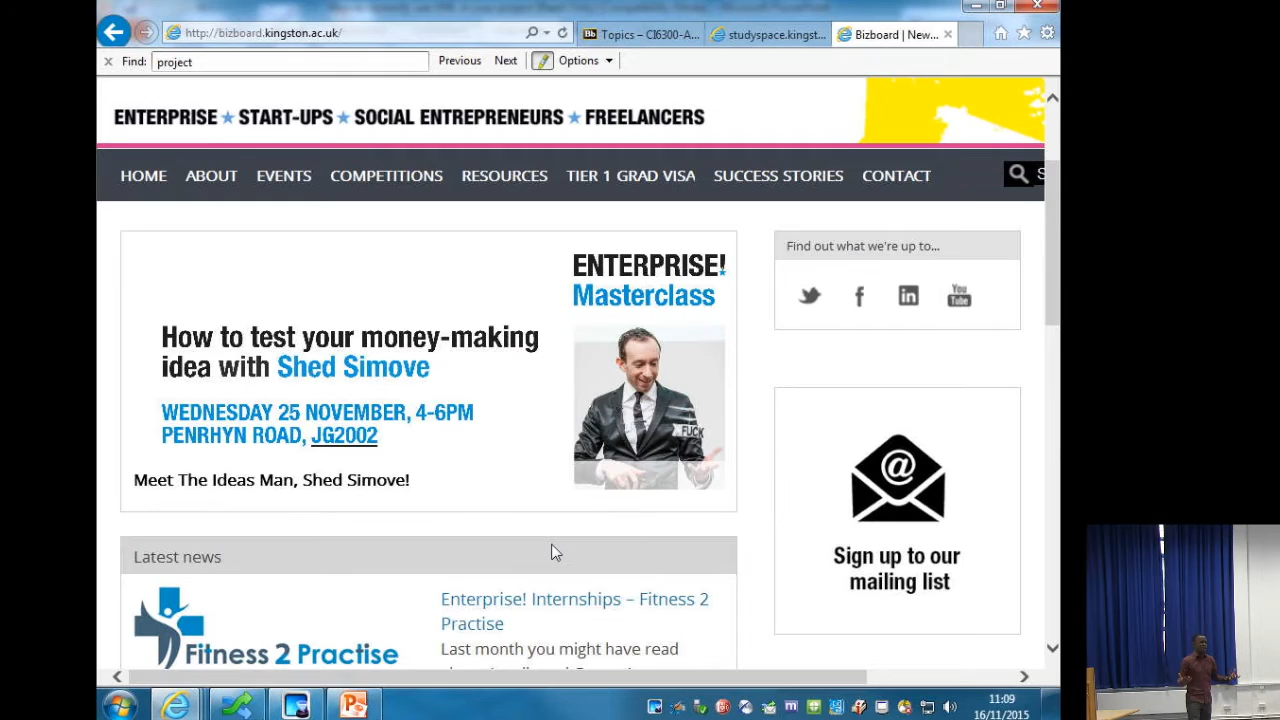 http://bizboard.kingston.ac.uk/
Bb Topics – CI6300-A...
studyspace.kingst...
Bizboard | New...
Find: project
Previous Next Options
ENTERPRISE ★ START-UPS ★ SOCIAL ENTREPRENEURS ★ FREELANCERS
HOME ABOUT EVENTS COMPETITIONS RESOURCES TIER 1 GRAD VISA SUCCESS STORIES CONTACT S
ENTERPRISE!
Masterclass
How to test your money-making
idea with Shed Simove
WEDNESDAY 25 NOVEMBER, 4-6PM
PENRHYN ROAD, JG2002
FUCK
Meet The Ideas Man, Shed Simove!
Find out what we're up to...
You
Tube
@
Sign up to our
mailing list
Latest news
Fitness 2 Practise
Enterprise! Internships – Fitness 2
Practise
Last month you might have read
11:09
16/11/2015